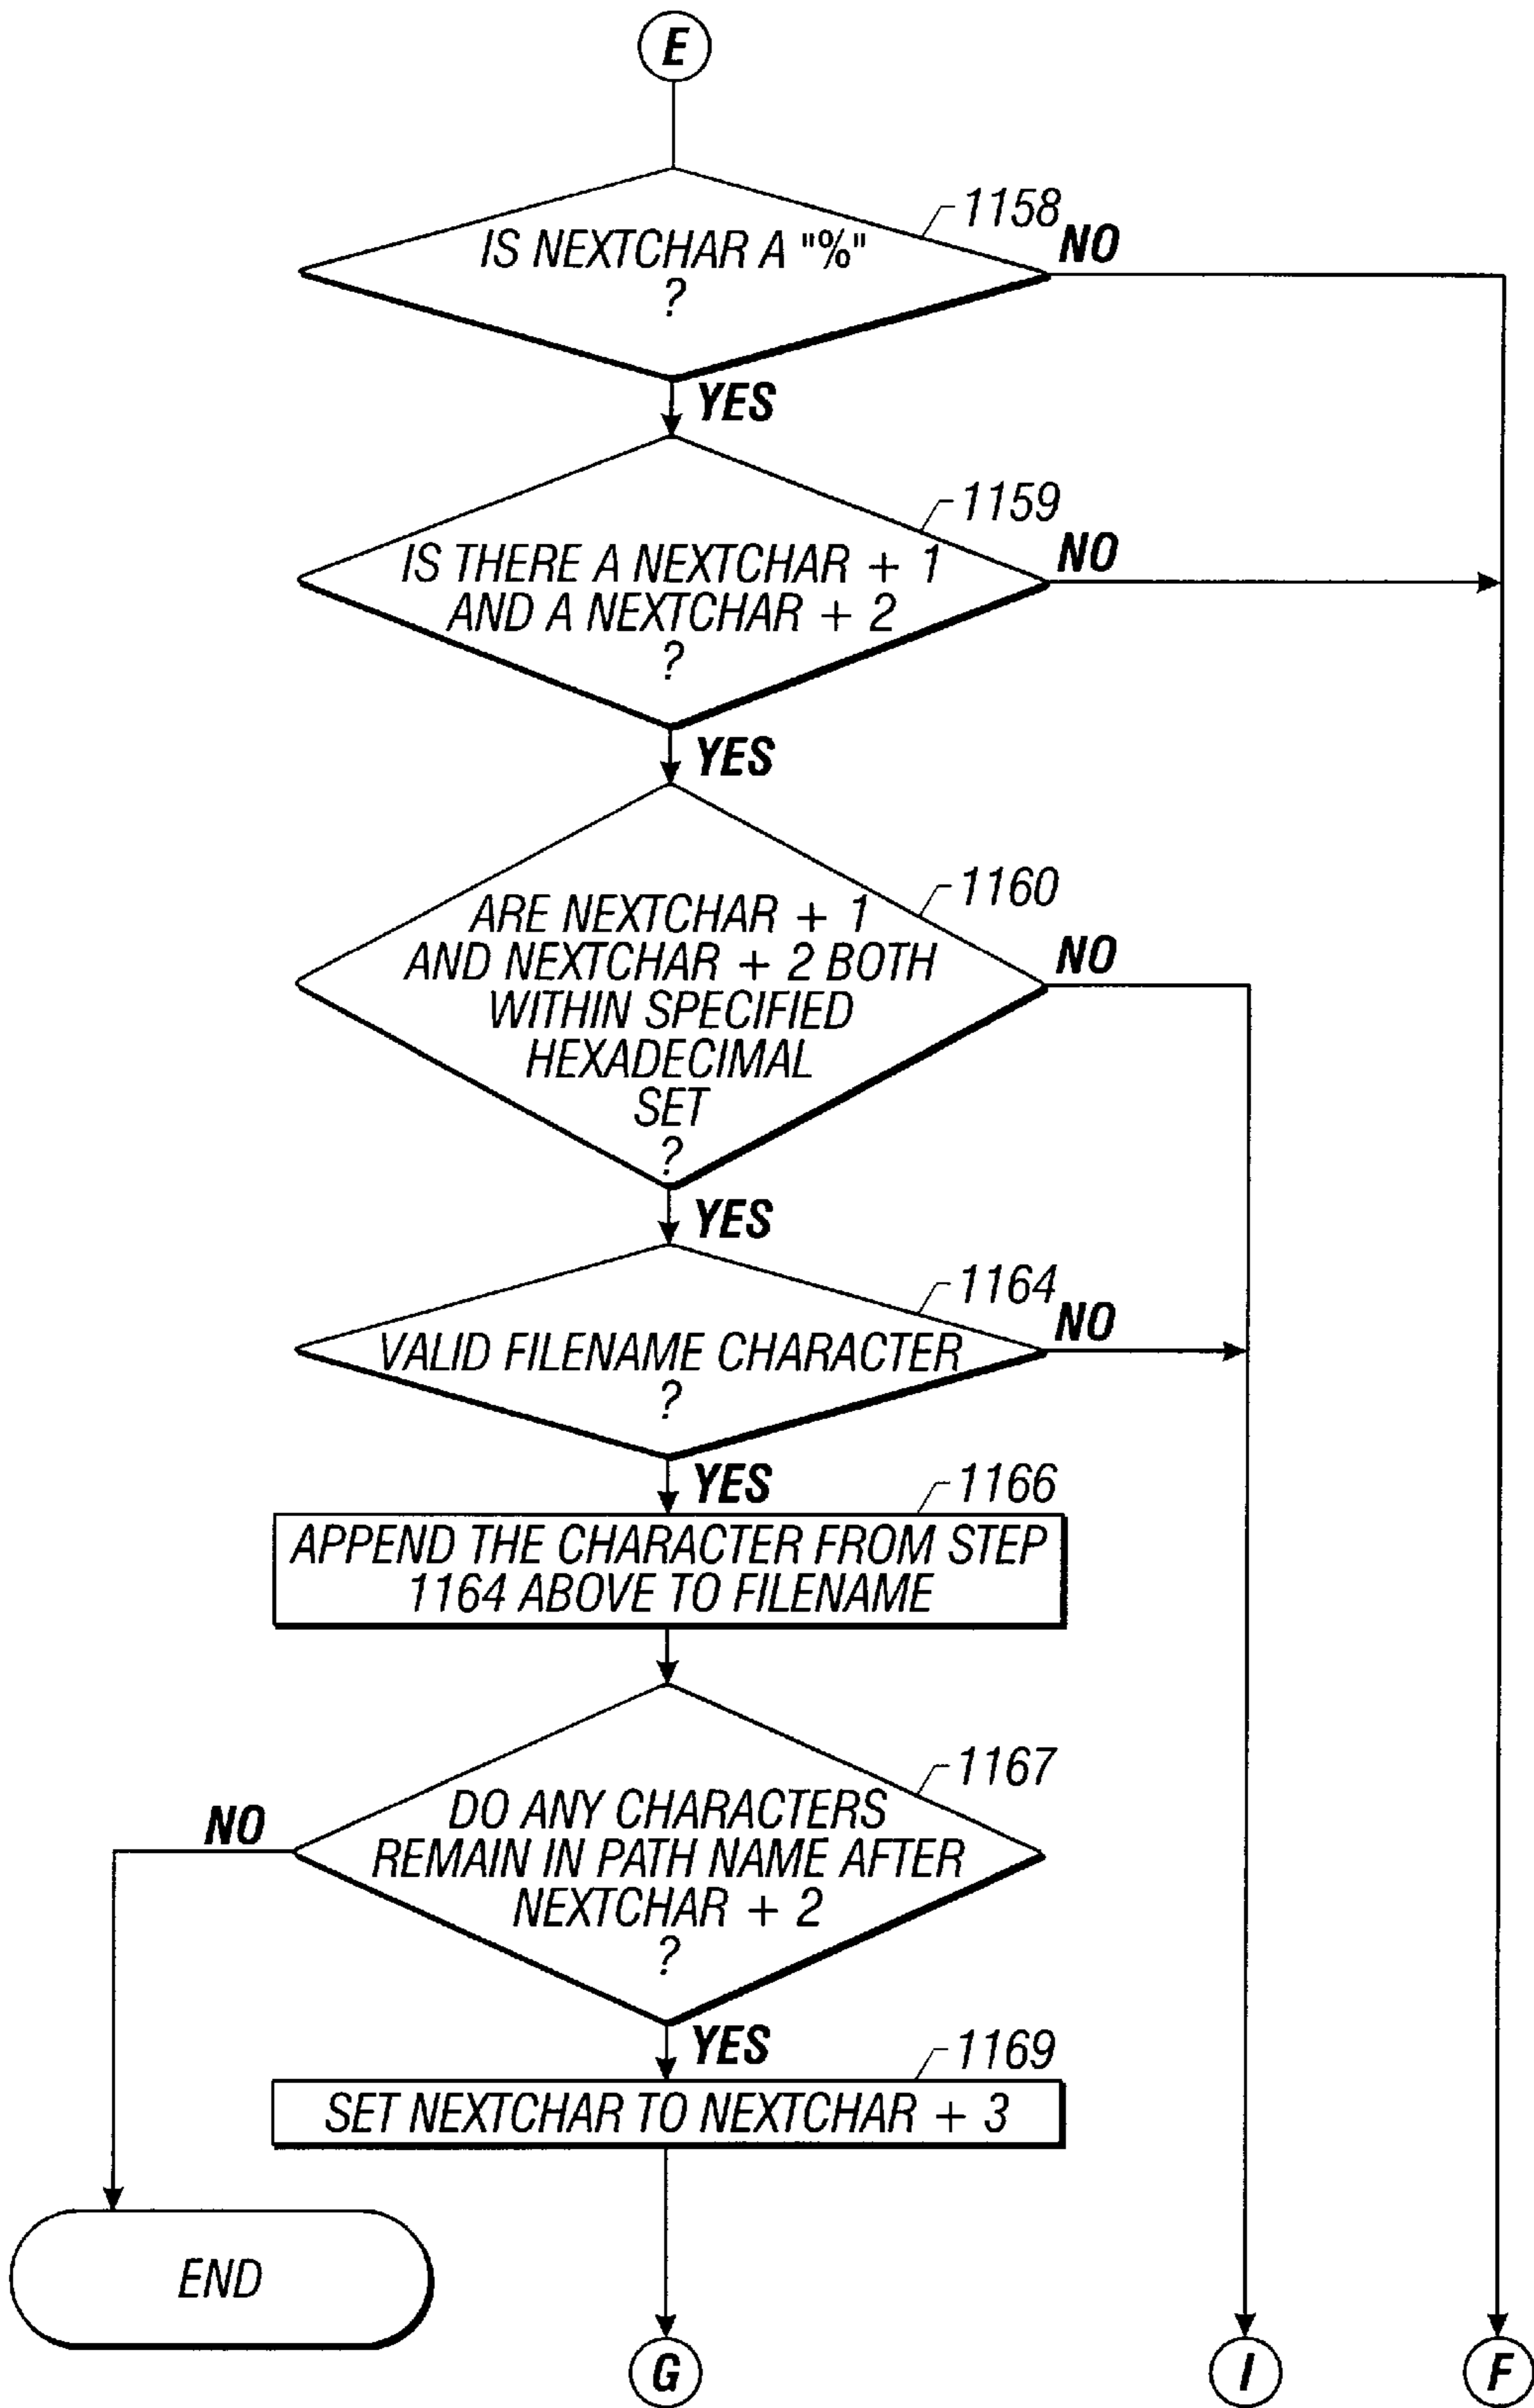 E
1158
IS NEXTCHAR A "%"
?
NO
YES
1159
IS THERE A NEXTCHAR + 1
AND A NEXTCHAR + 2
?
NO
YES
1160
ARE NEXTCHAR + 1
AND NEXTCHAR + 2 BOTH
WITHIN SPECIFIED
HEXADECIMAL
SET
?
NO
YES
1164
VALID FILENAME CHARACTER
?
NO
YES
1166
APPEND THE CHARACTER FROM STEP
1164 ABOVE TO FILENAME
1167
DO ANY CHARACTERS
REMAIN IN PATH NAME AFTER
NEXTCHAR + 2
?
NO
YES
1169
SET NEXTCHAR TO NEXTCHAR + 3
END
G
I
F